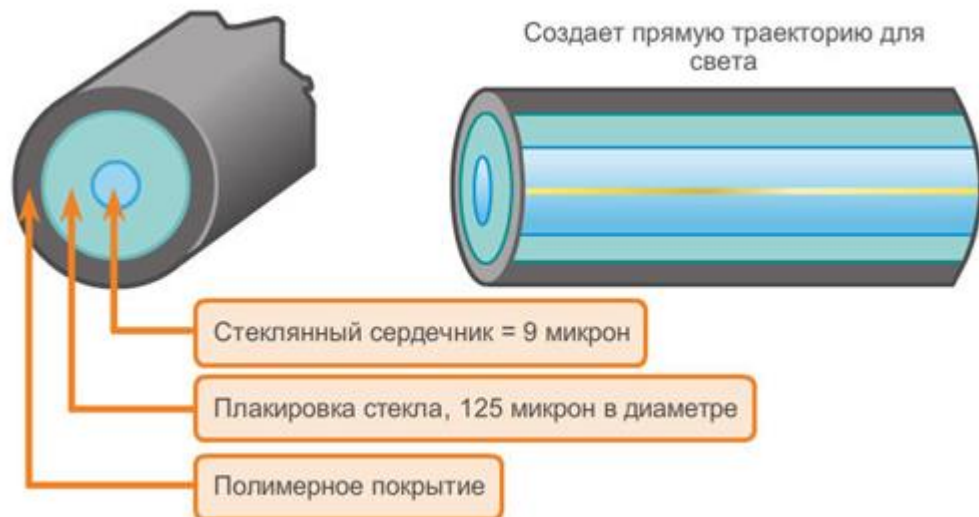 Создает прямую траекторию для
света
Стеклянный сердечник = 9 микрон
Плакировка стекла, 125 микрон в диаметре
Полимерное покрытие